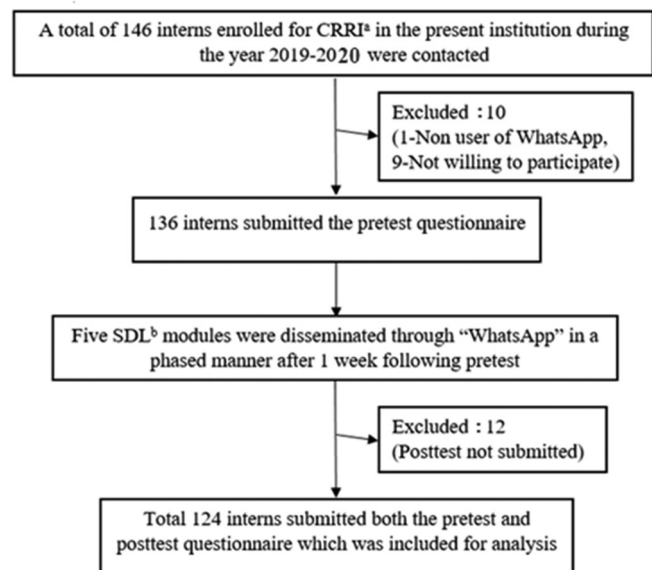 A total of 146 interns enrolled for CRRIᵃ in the present institution during
the year 2019-2020 were contacted
Excluded : 10
(1-Non user of WhatsApp,
9-Not willing to participate)
136 interns submitted the pretest questionnaire
Five SDLᵇ modules were disseminated through “WhatsApp” in a
phased manner after 1 week following pretest
Excluded : 12
(Posttest not submitted)
Total 124 interns submitted both the pretest and
posttest questionnaire which was included for analysis